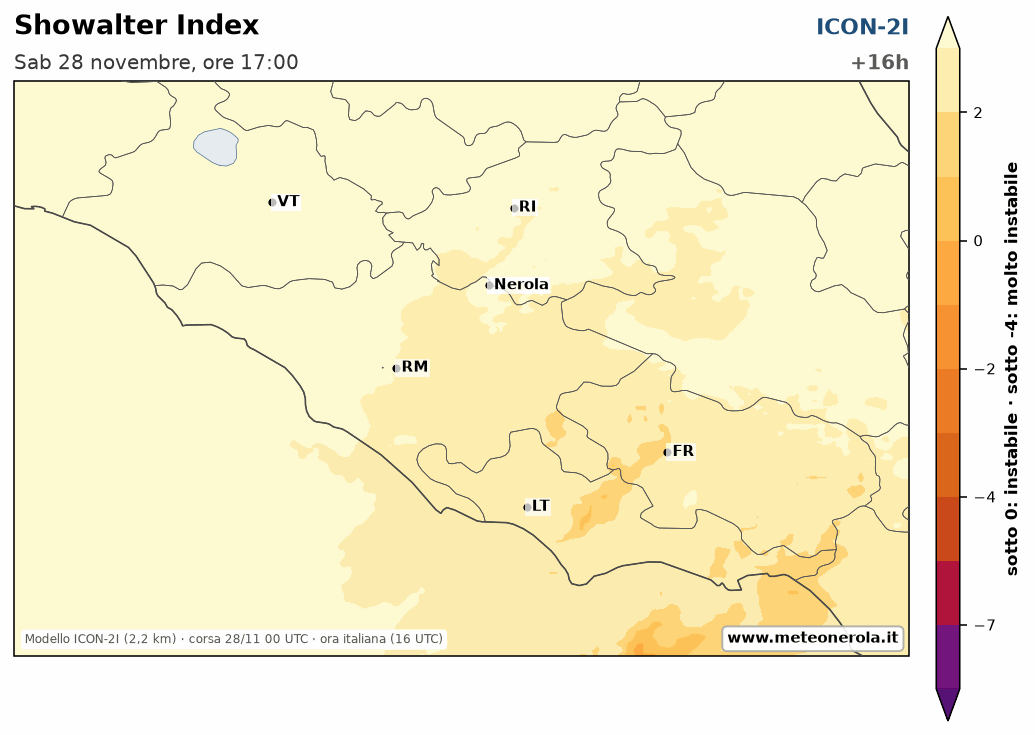 Showalter Index
ICON-2I
Sab 28 novembre, ore 17:00
+16h
VT
RI
Nerola
RM
FR
LT
Modello ICON-2I (2,2 km) · corsa 28/11 00 UTC · ora italiana (16 UTC)
www.meteonerola.it
2
0
−2
−4
−7
sotto 0: instabile · sotto -4: molto instabile